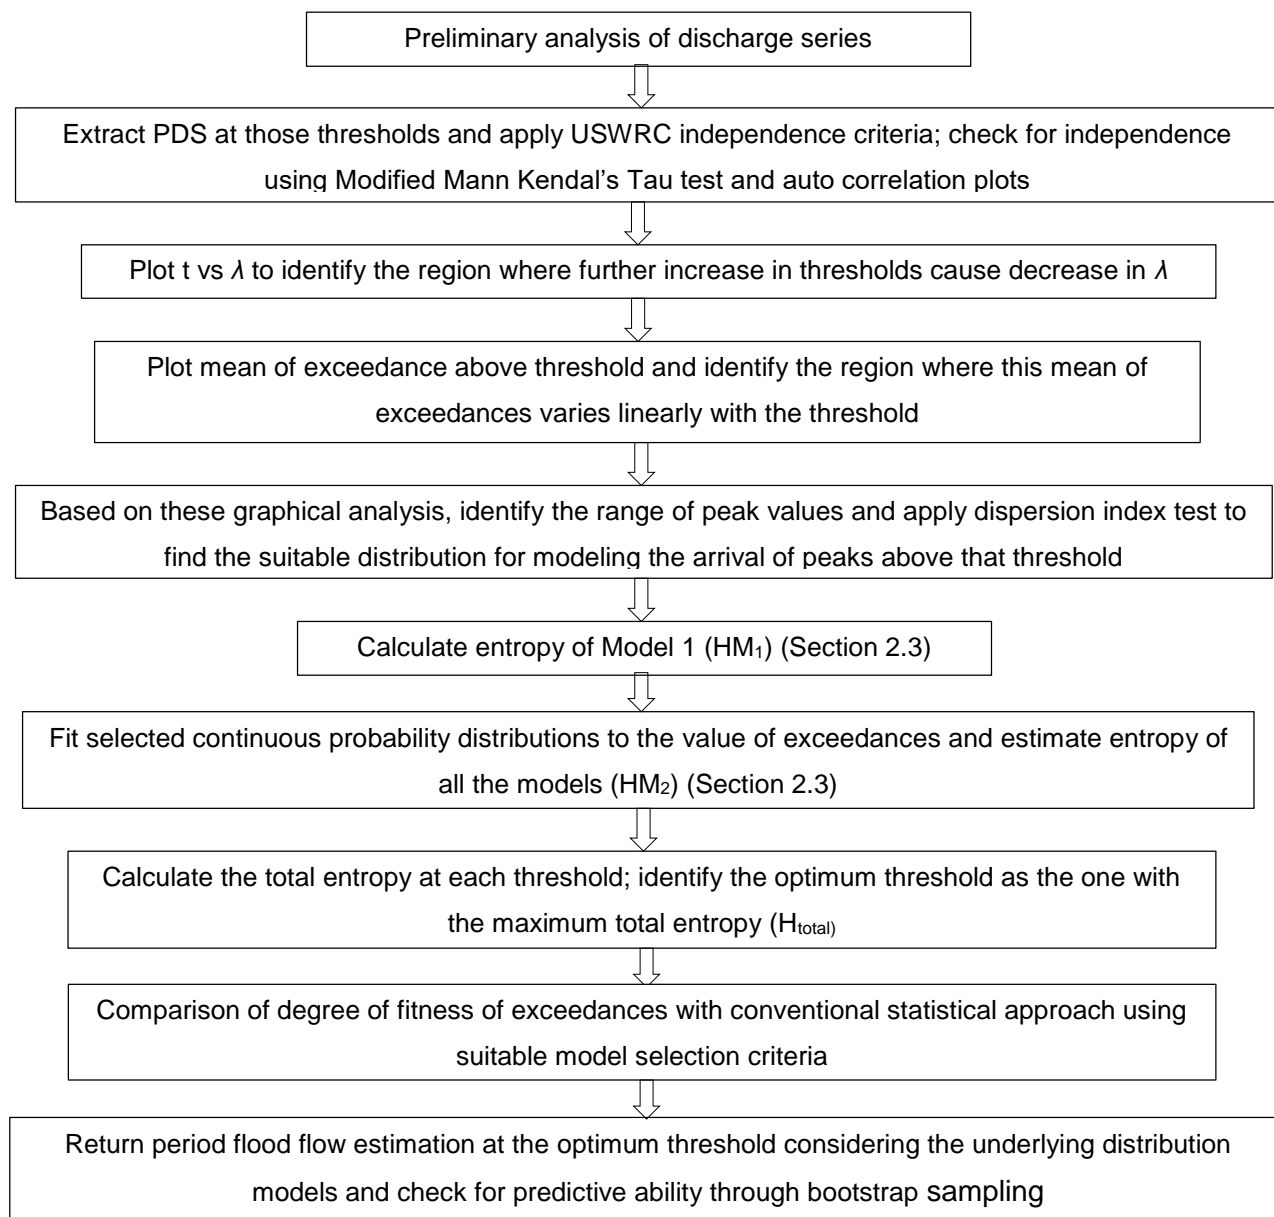 Preliminary analysis of discharge series
Extract PDS at those thresholds and apply USWRC independence criteria; check for independence
using Modified Mann Kendal’s Tau test and auto correlation plots
Plot t vs λ to identify the region where further increase in thresholds cause decrease in λ
Plot mean of exceedance above threshold and identify the region where this mean of
exceedances varies linearly with the threshold
Based on these graphical analysis, identify the range of peak values and apply dispersion index test to
find the suitable distribution for modeling the arrival of peaks above that threshold
Calculate entropy of Model 1 (HM₁) (Section 2.3)
Fit selected continuous probability distributions to the value of exceedances and estimate entropy of
all the models (HM₂) (Section 2.3)
Calculate the total entropy at each threshold; identify the optimum threshold as the one with
the maximum total entropy (Htotal)
Comparison of degree of fitness of exceedances with conventional statistical approach using
suitable model selection criteria
Return period flood flow estimation at the optimum threshold considering the underlying distribution
models and check for predictive ability through bootstrap sampling